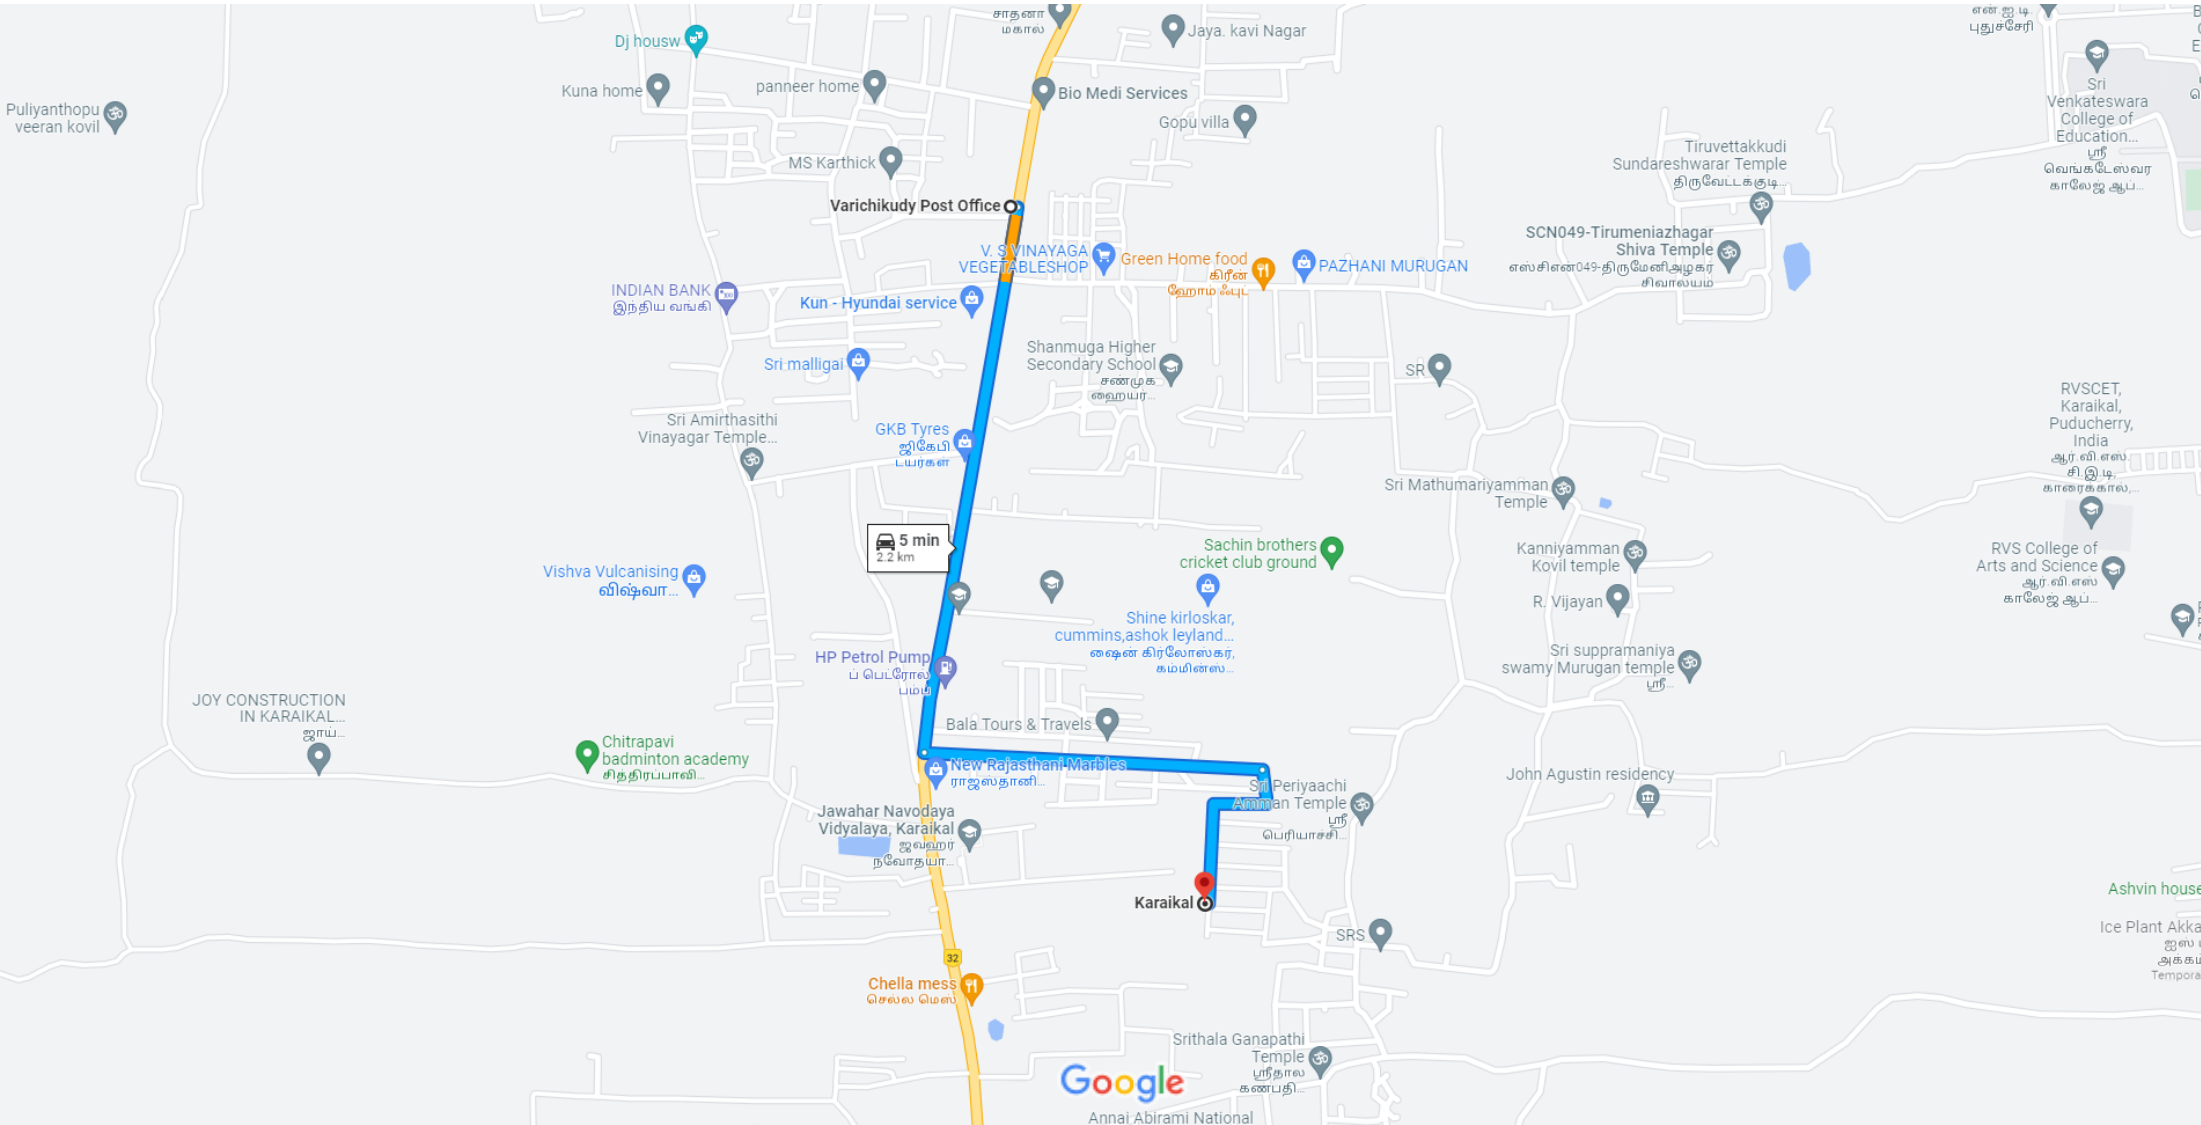 சாதனா
மகால்
Jaya. kavi Nagar
என்.ஐ.டி.
புதுச்சேரி
Dj housw
Kuna home
panneer home
Bio Medi Services
Gopu villa
Puliyanthopu
veeran kovil
Sri
Venkateswara
College of
Education...
ஸ்ரீ
வெங்கடேஸ்வர
காலேஜ் ஆப்...
MS Karthick
Tiruvettakkudi
Sundareshwarar Temple
திருவேட்டக்குடி...
Varichikudy Post Office
SCN049-Tirumeniazhagar
Shiva Temple
எஸ்சிஎன்049-திருமேனிஅழகர்
சிவாலயம்
V. S VINAYAGA
VEGETABLESHOP
Green Home food
கிரீன்
ஹோம் ஃபுட்
PAZHANI MURUGAN
INDIAN BANK
இந்திய வங்கி
Kun - Hyundai service
Sri malligai
Shanmuga Higher
Secondary School
சண்முக
ஹையர்...
SR
RVSCET,
Karaikal,
Puducherry,
India
ஆர்.வி.எஸ்.
சி.இ.டி,
காரைக்கால்,...
Sri Amirthasithi
Vinayagar Temple...
GKB Tyres
ஜிகேபி
டயர்கள்
Sri Mathumariyamman
Temple
5 min
2.2 km
Sachin brothers
cricket club ground
Kanniyamman
Kovil temple
RVS College of
Arts and Science
ஆர்.வி.எஸ்
காலேஜ் ஆப்...
Vishva Vulcanising
விஷ்வா...
R. Vijayan
Shine kirloskar,
cummins,ashok leyland...
ஷைன் கிர்லோஸ்கர்,
கம்மின்ஸ்...
HP Petrol Pump
ப் பெட்ரோல்
பம்ப்
Sri suppramaniya
swamy Murugan temple
ஸ்ரீ...
JOY CONSTRUCTION
IN KARAIKAL...
ஜாய்...
Bala Tours & Travels
Chitrapavi
badminton academy
சித்திரப்பாவி...
New Rajasthani Marbles
ராஜஸ்தானி...
Sri Periyaachi
Amman Temple
ஸ்ரீ
பெரியாச்சி...
John Agustin residency
Jawahar Navodaya
Vidyalaya, Karaikal
ஜவஹர்
நவோதயா...
Karaikal
Ashvin house
SRS
Ice Plant Akka
ஐஸ்
அக்கம்
Tempora
32
Chella mess
செல்ல மெஸ்
Srithala Ganapathi
Temple
ஸ்ரீதால
கணபதி...
Google
Annai Abirami National